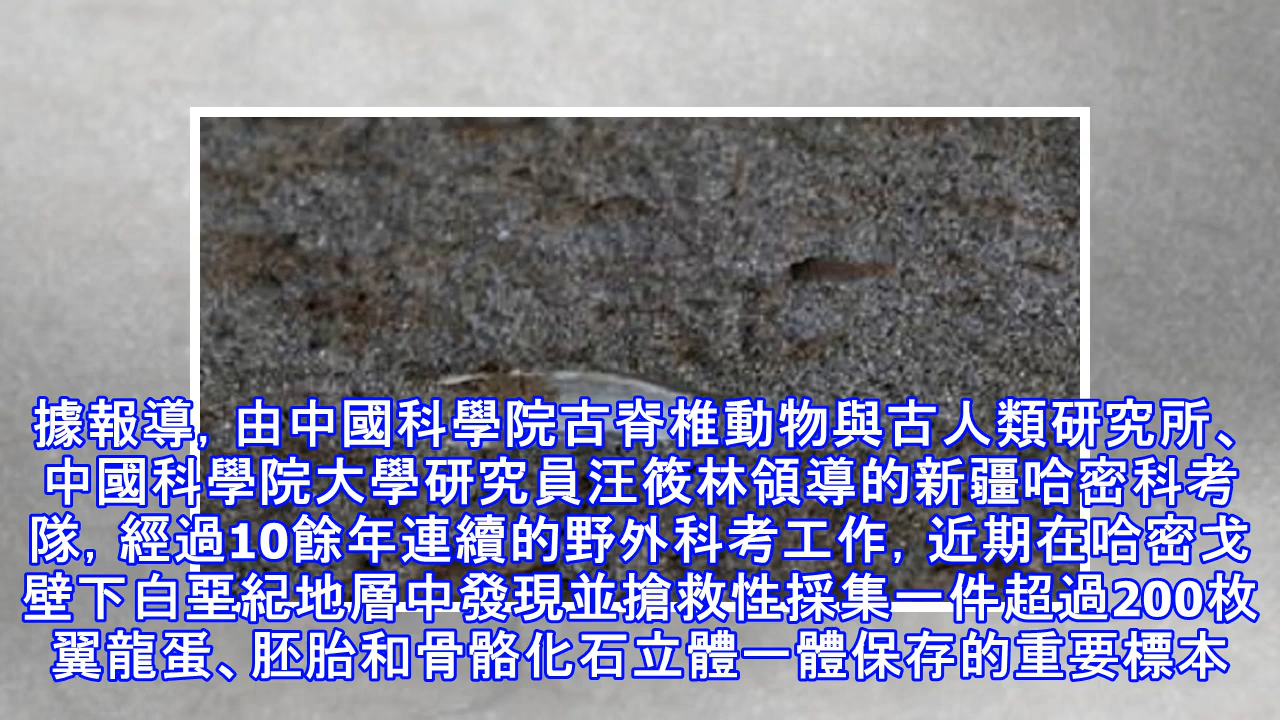 據報導, 由中國科學院古脊椎動物與古人類研究所、
中國科學院大學研究員汪筱林領導的新疆哈密科考
隊, 經過10餘年連續的野外科考工作, 近期在哈密戈
壁下白堊紀地層中發現並搶救性採集一件超過200枚
翼龍蛋、胚胎和骨骼化石立體一體保存的重要標本